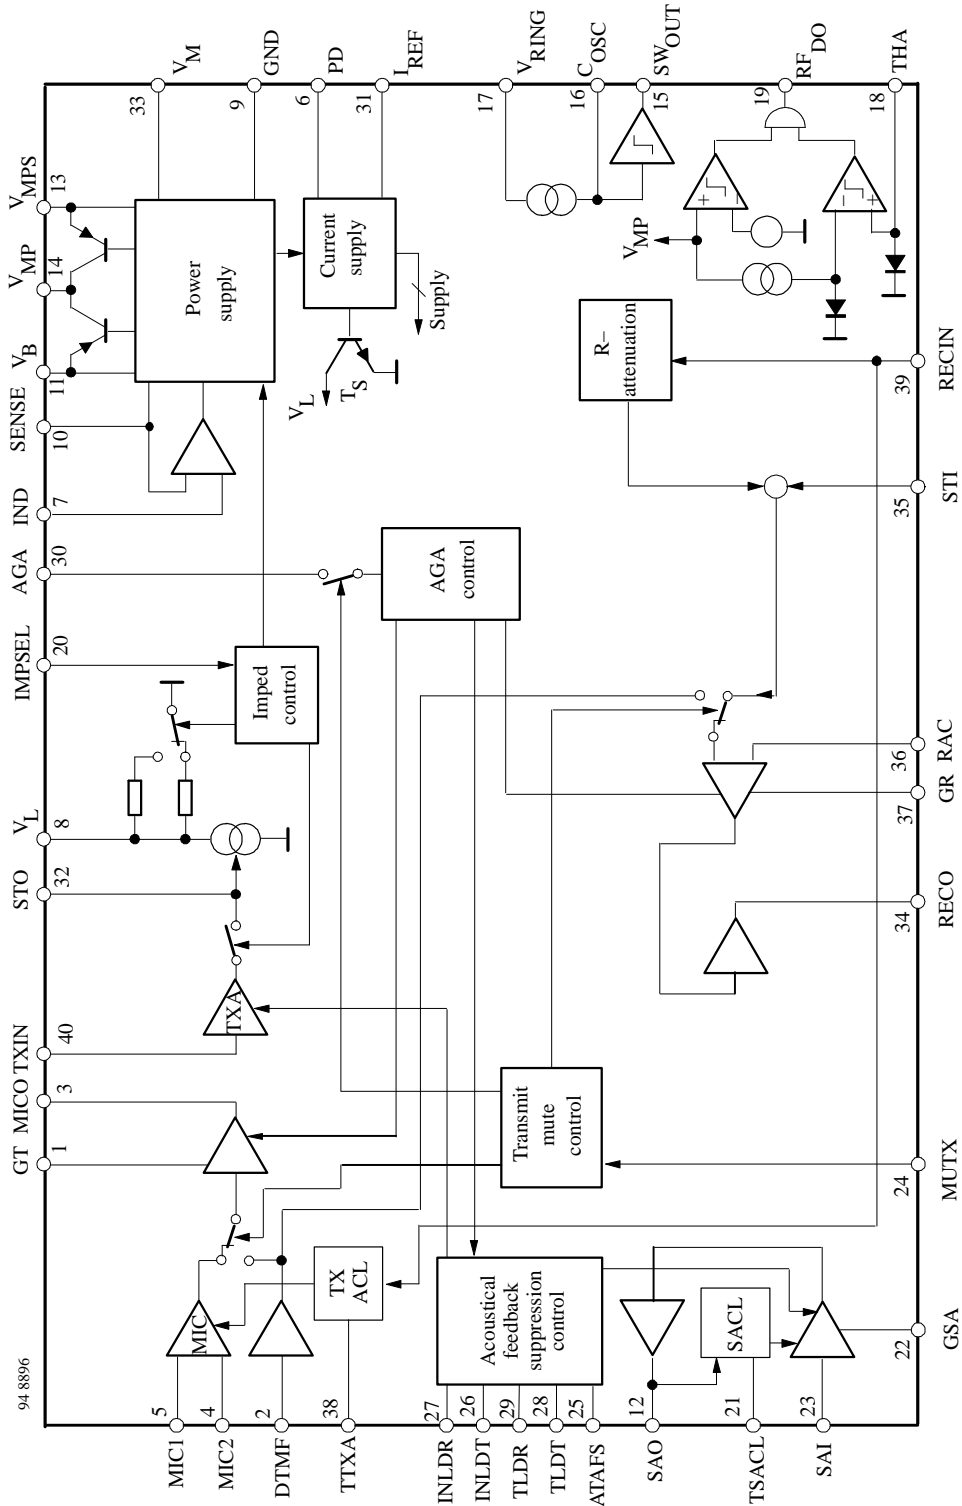 94 8896
GT
1
MICO
3
TXIN
40
STO
32
V_L
8
IMPSEL
20
AGA
30
IND
7
SENSE
10
V_B
11
V_MP
14
V_MPS
13
33
V_M
9
GND
6
PD
31
I_REF
17
V_RING
16
C_OSC
15
SW_OUT
19
RF_DO
18
THA
5
MIC1
4
MIC2
2
DTMF
38
TTXA
27
INLDR
26
INLDT
29
TLDR
28
TLDT
25
ATAFS
12
SAO
21
TSACL
23
SAI
22
GSA
24
MUTX
34
RECO
37
GR
36
RAC
35
STI
39
RECIN
MIC
TXA
TX
ACL
Acoustical
feedback
suppression
control
SACL
Transmit
mute
control
Imped
control
AGA
control
Power
supply
Current
supply
Supply
V_L
T_S
R–
attenuation
V_MP
+
–
–
+